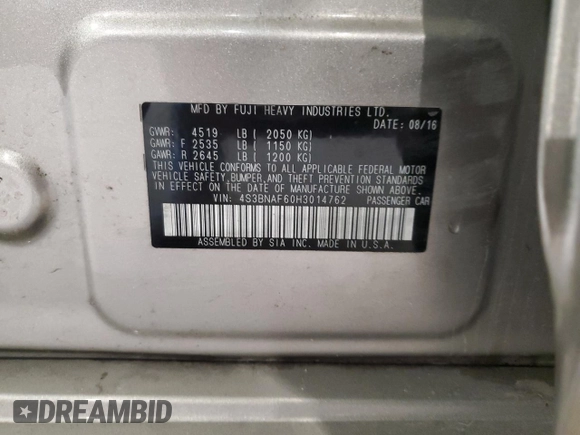 MFD BY FUJI HEAVY INDUSTRIES LTD.
DATE: 08/16
GVWR: 4519 LB ( 2050 KG)
GAWR: F 2535 LB ( 1150 KG)
GAWR: R 2645 LB ( 1200 KG)
THIS VEHICLE CONFORMS TO ALL APPLICABLE FEDERAL MOTOR
VEHICLE SAFETY, BUMPER, AND THEFT PREVENTION STANDARDS
IN EFFECT ON THE DATE OF MANUFACTURE SHOWN ABOVE.
VIN: 4S3BNAF60H3014762 PASSENGER CAR
ASSEMBLED BY SIA INC. MADE IN U.S.A.
DREAMBID